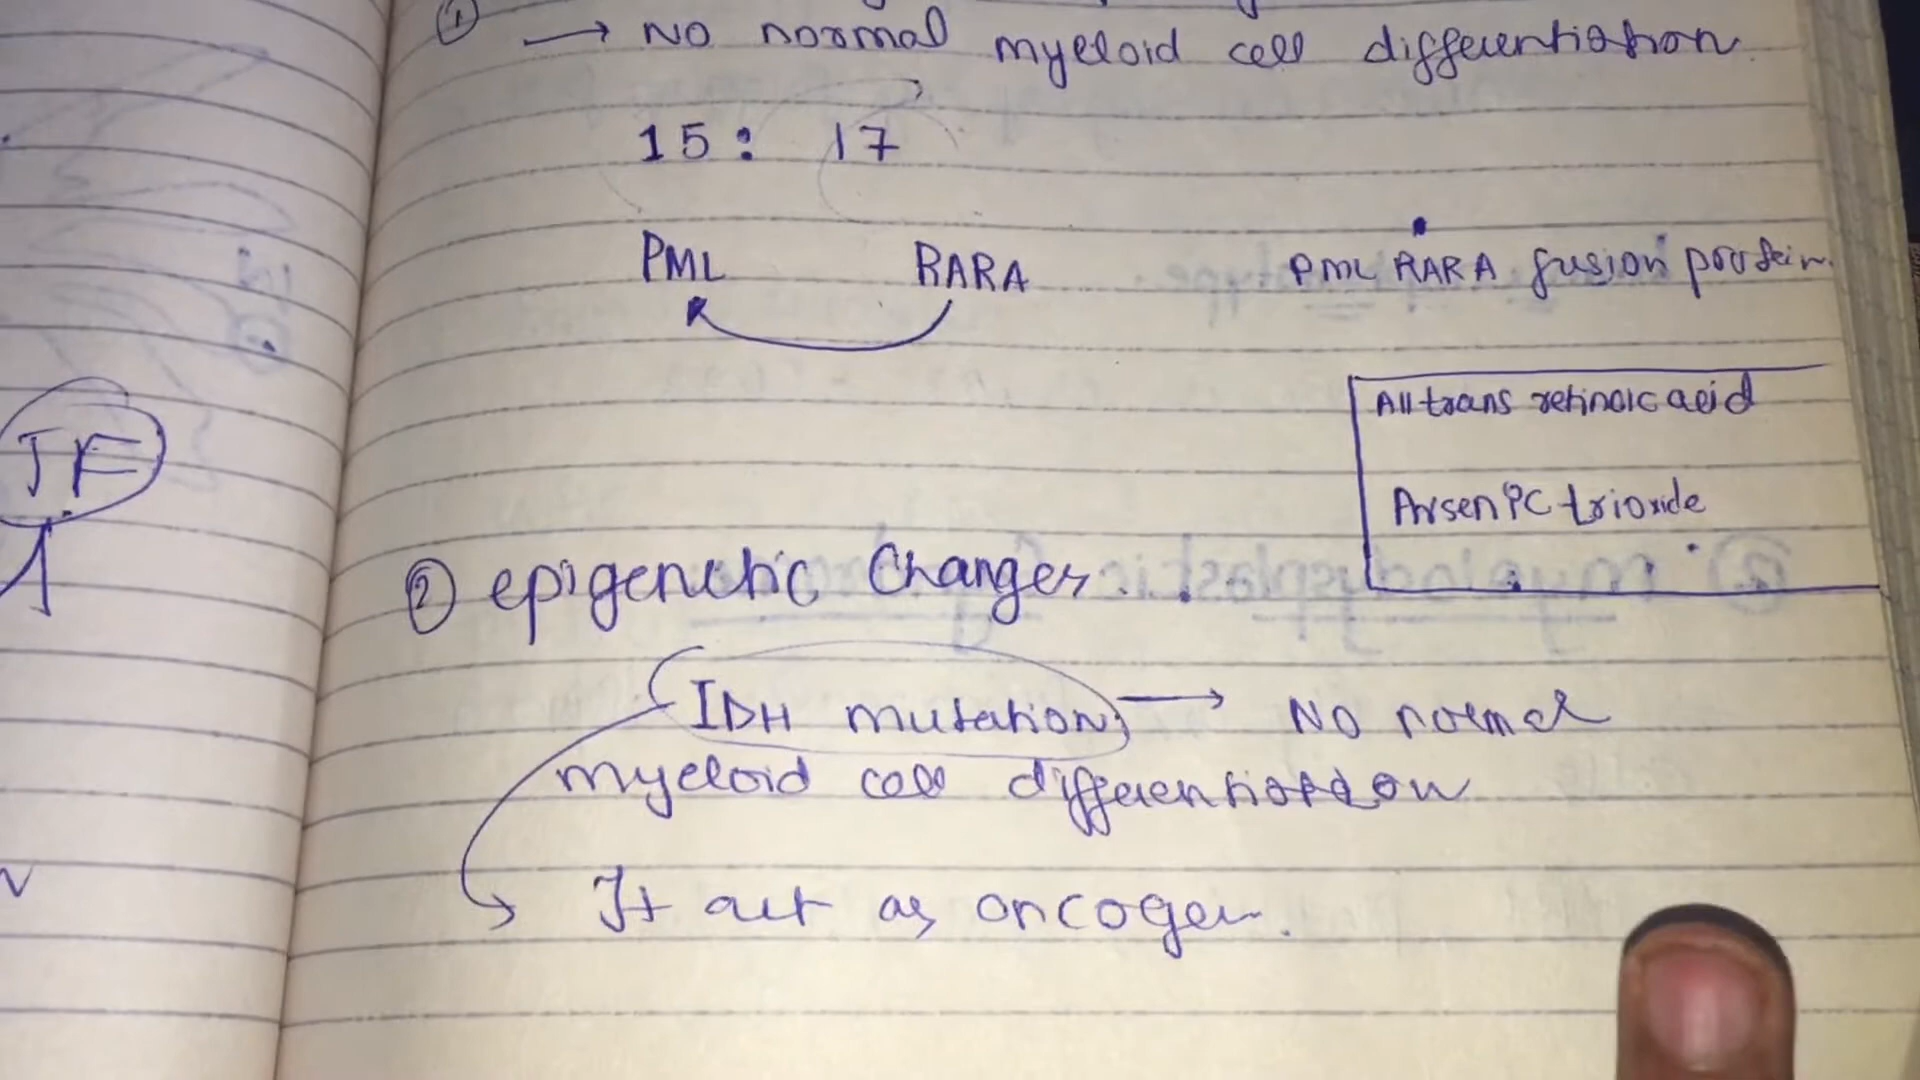 ① → No normal myeloid cell differentiation
15: 17
PML RARA PML RARA fusion protein.
All trans retinoic acid
Arsenic trioxide
② epigenetic Changes.
IDH mutation → No normal
myeloid cell differentiation
It act as oncogen.